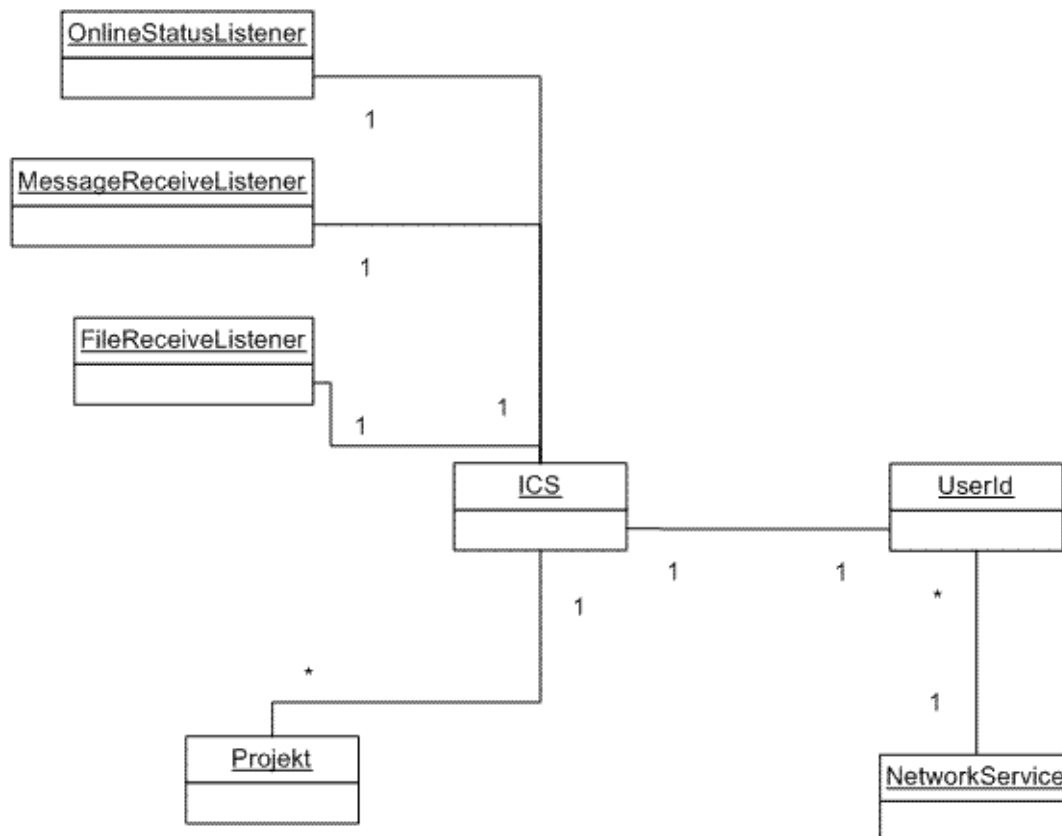 OnlineStatusListener
1
MessageReceiveListener
1
FileReceiveListener
1
1
ICS
UserId
1
1
1
*
*
1
Projekt
NetworkService